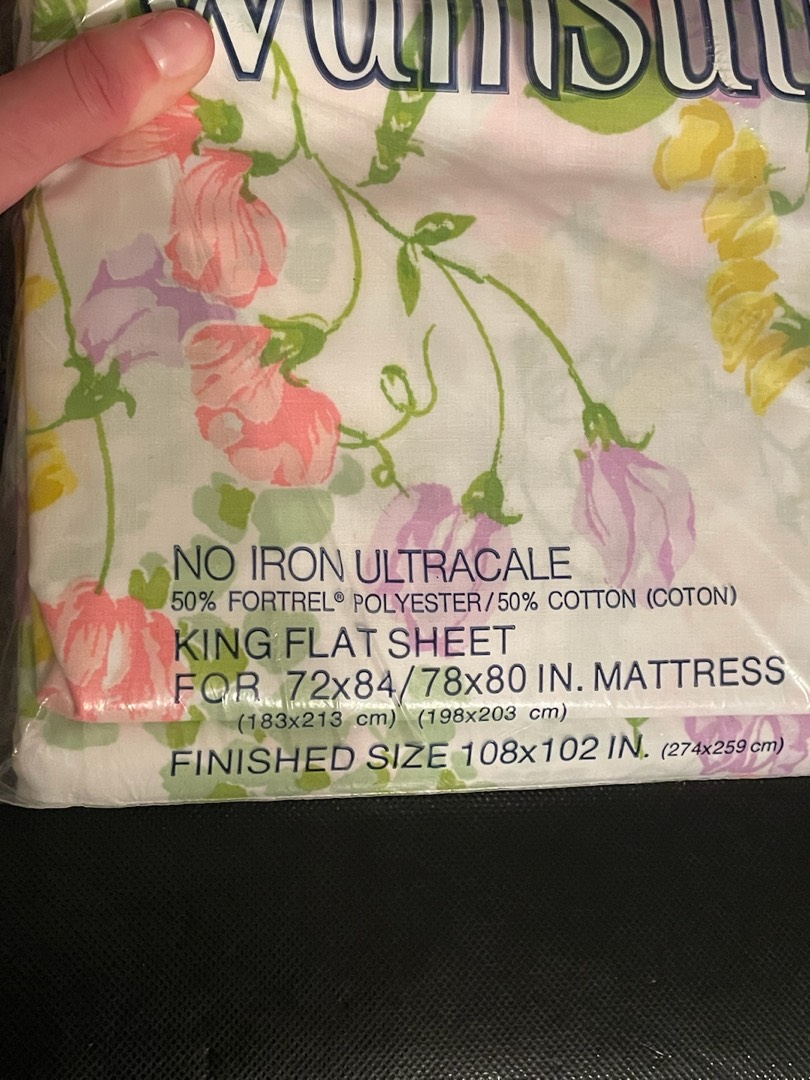 Wamsut
NO IRON ULTRACALE
50% FORTREL® POLYESTER/50% COTTON (COTON)
KING FLAT SHEET
FOR 72x84/78x80 IN. MATTRESS
(183x213 cm) (198x203 cm)
FINISHED SIZE 108x102 IN. (274x259 cm)